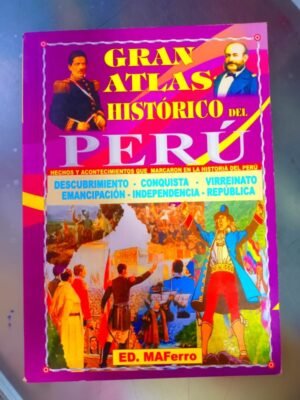 GRAN
ATLAS
HISTÓRICO DEL
PERÚ
HECHOS Y ACONTECIMIENTOS QUE MARCARON EN LA HISTORIA DEL PERÚ
DESCUBRIMIENTO - CONQUISTA - VIRREINATO
EMANCIPACIÓN - INDEPENDENCIA - REPÚBLICA
ED. MAFerro